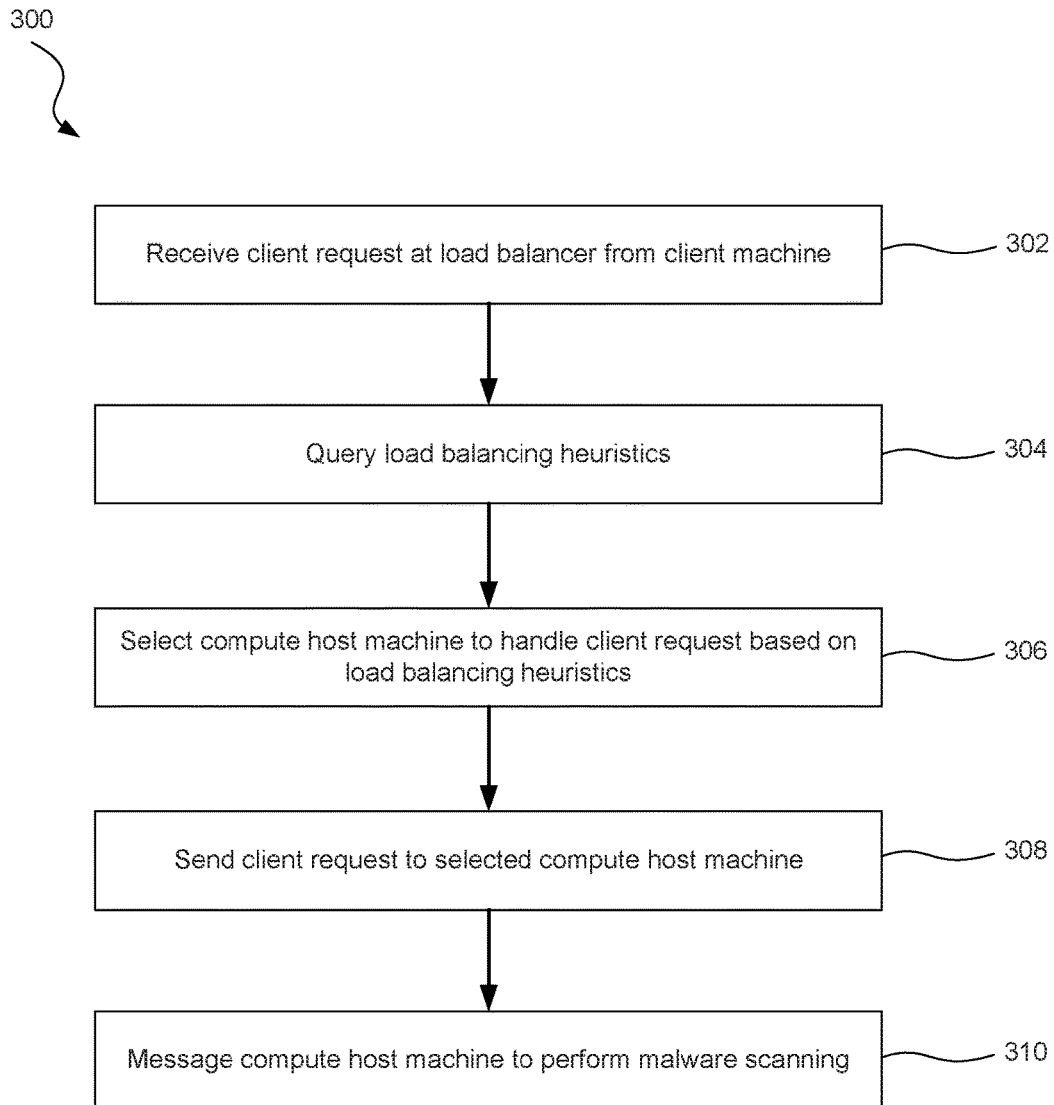 300
Receive client request at load balancer from client machine
302
Query load balancing heuristics
304
Select compute host machine to handle client request based on
load balancing heuristics
306
Send client request to selected compute host machine
308
Message compute host machine to perform malware scanning
310